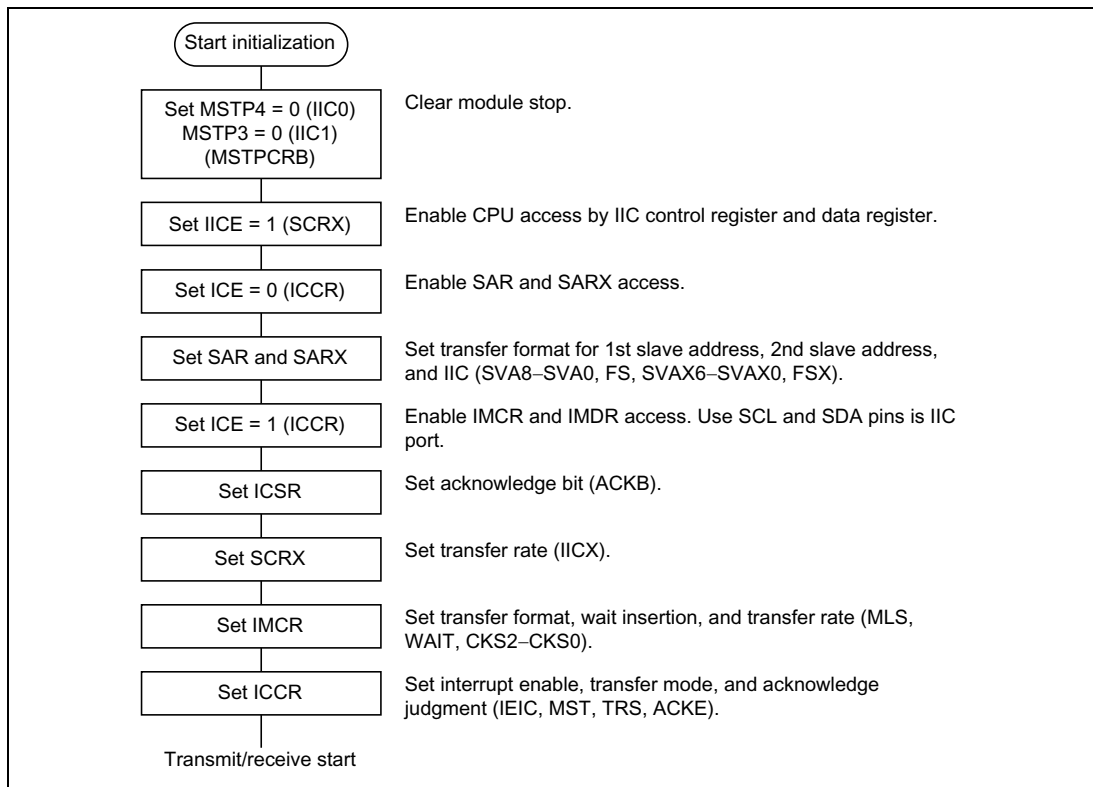 Start initialization
Set MSTP4 = 0 (IIC0)
MSTP3 = 0 (IIC1)
(MSTPCRB)
Clear module stop.
Set IICE = 1 (SCRX)
Enable CPU access by IIC control register and data register.
Set ICE = 0 (ICCR)
Enable SAR and SARX access.
Set SAR and SARX
Set transfer format for 1st slave address, 2nd slave address,
and IIC (SVA8–SVA0, FS, SVAX6–SVAX0, FSX).
Set ICE = 1 (ICCR)
Enable IMCR and IMDR access. Use SCL and SDA pins is IIC
port.
Set ICSR
Set acknowledge bit (ACKB).
Set SCRX
Set transfer rate (IICX).
Set IMCR
Set transfer format, wait insertion, and transfer rate (MLS,
WAIT, CKS2–CKS0).
Set ICCR
Set interrupt enable, transfer mode, and acknowledge
judgment (IEIC, MST, TRS, ACKE).
Transmit/receive start